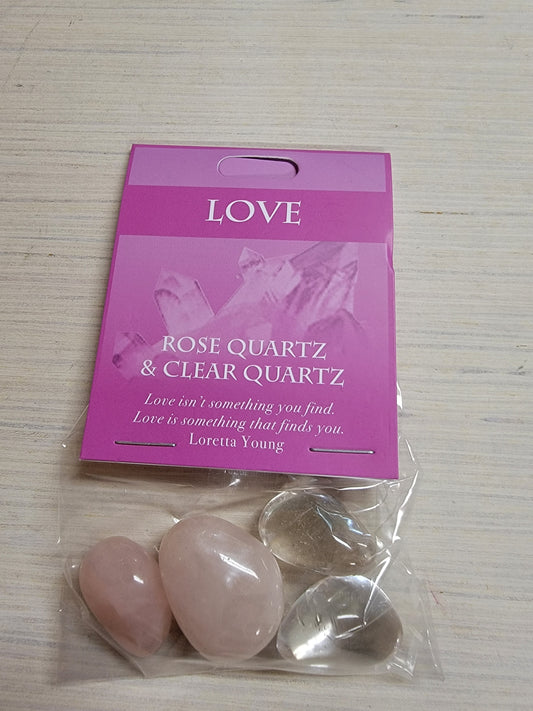 LOVE
ROSE QUARTZ
& CLEAR QUARTZ
Love isn't something you find.
Love is something that finds you.
Loretta Young